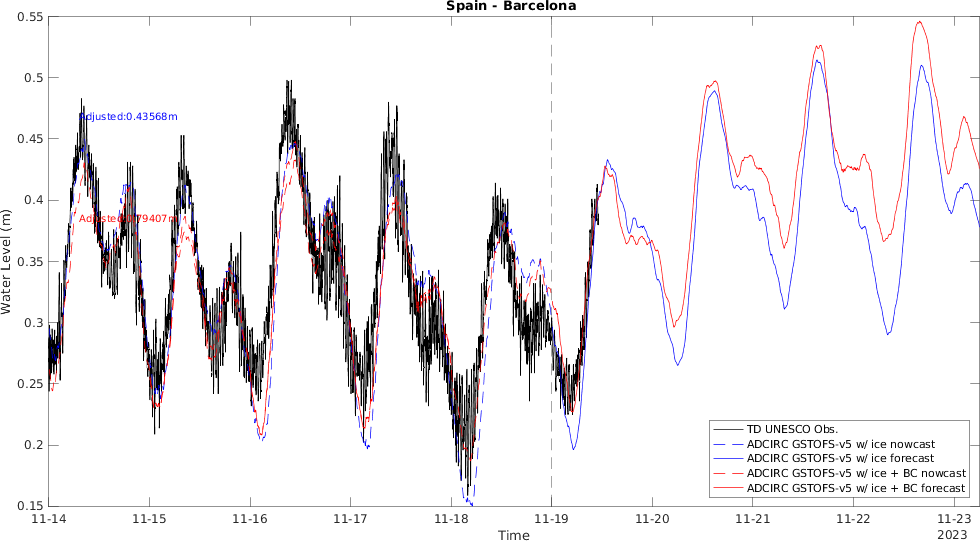 Spain - Barcelona
Water Level (m)
0.55
0.5
0.45
0.4
0.35
0.3
0.25
0.2
0.15
Adjusted:0.43568m
TD UNESCO Obs.
ADCIRC GSTOFS-v5 w/ ice nowcast
ADCIRC GSTOFS-v5 w/ ice forecast
ADCIRC GSTOFS-v5 w/ ice + BC nowcast
ADCIRC GSTOFS-v5 w/ ice + BC forecast
11-14 11-15 11-16 11-17 11-18 11-19 11-20 11-21 11-22 11-23
2023
Time